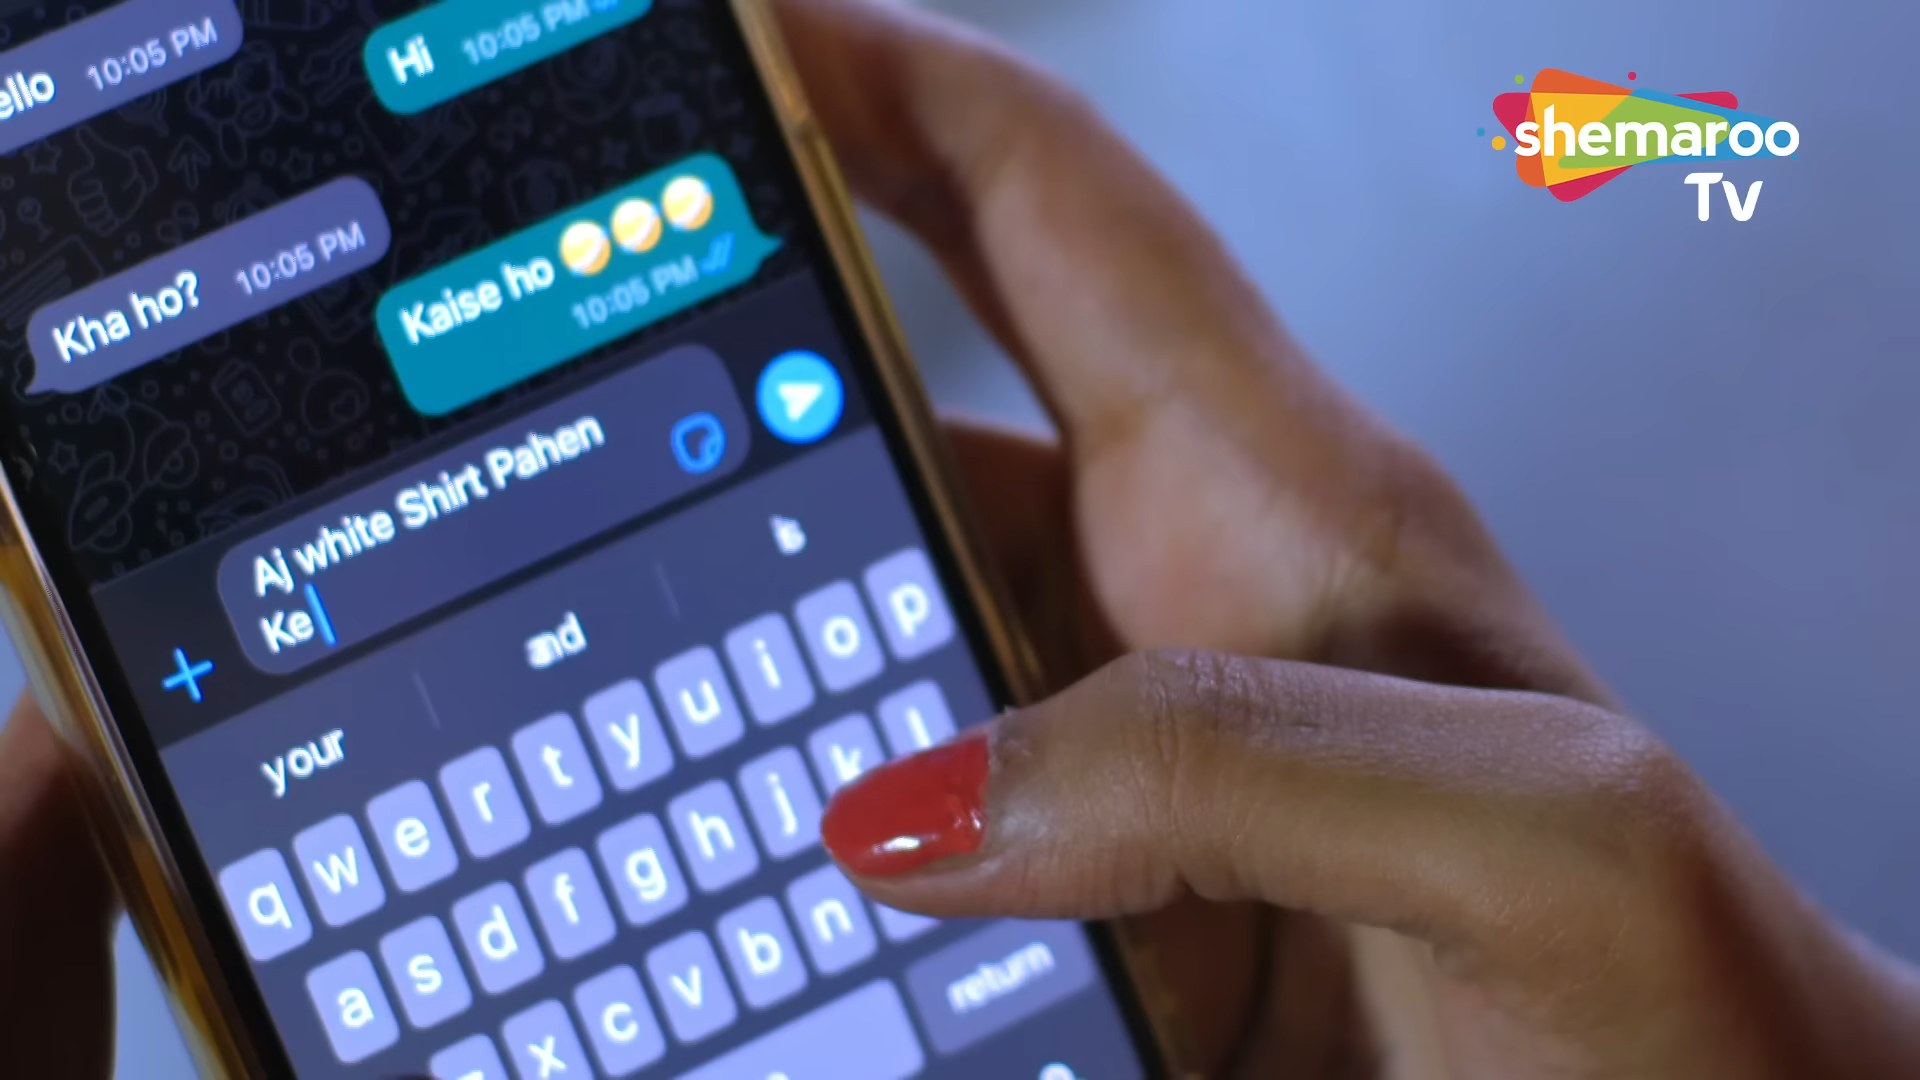 ello 10:05 PM
Hi 10:05 PM
Kha ho? 10:05 PM
Kaise ho 🤣🤣🤣
10:05 PM
Aj white Shirt Pahen
Ke
your and is
q w e r t y u i o p
a s d f g h j k l
x c v b n
return
shemaroo
Tv